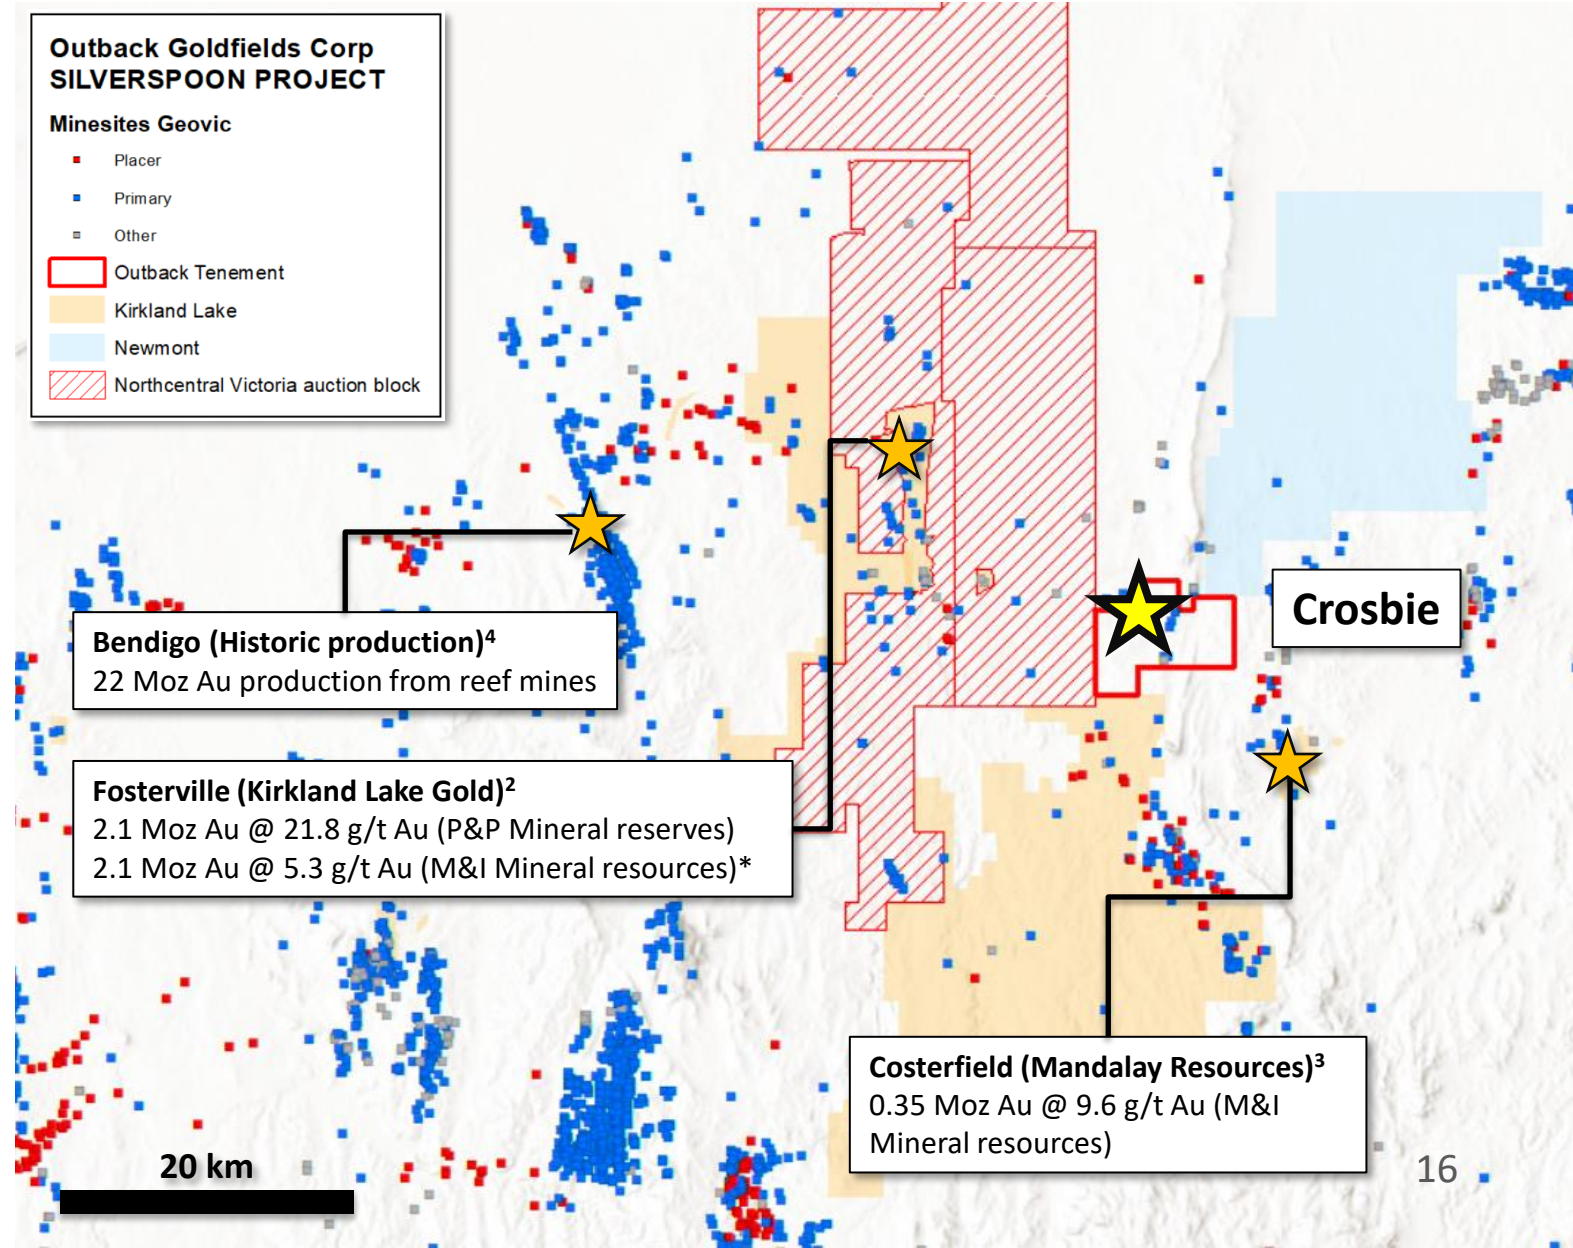 Outback Goldfields Corp
SILVERSPOON PROJECT
Minesites Geovic
Placer
Primary
Other
Outback Tenement
Kirkland Lake
Newmont
Northcentral Victoria auction block
Crosbie
Bendigo (Historic production)⁴
22 Moz Au production from reef mines
Fosterville (Kirkland Lake Gold)²
2.1 Moz Au @ 21.8 g/t Au (P&P Mineral reserves)
2.1 Moz Au @ 5.3 g/t Au (M&I Mineral resources)*
Costerfield (Mandalay Resources)³
0.35 Moz Au @ 9.6 g/t Au (M&I
Mineral resources)
20 km
16